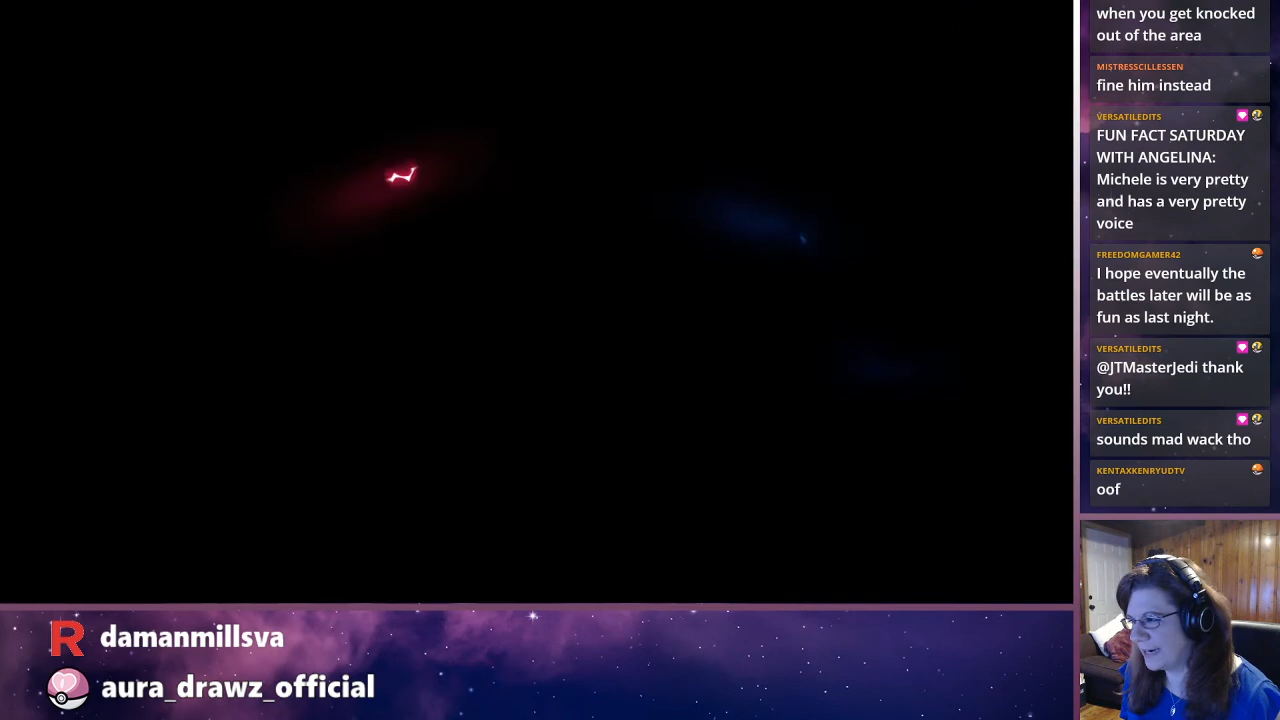 when you get knocked
out of the area
MISTRESSCILLESSEN
fine him instead
VERSATILEDITS
FUN FACT SATURDAY
WITH ANGELINA:
Michele is very pretty
and has a very pretty
voice
FREEDOMGAMER42
I hope eventually the
battles later will be as
fun as last night.
VERSATILEDITS
@JTMasterJedi thank
you!!
VERSATILEDITS
sounds mad wack tho
KENTAXKENRYUDTV
oof
R damanmillsva
aura_drawz_official